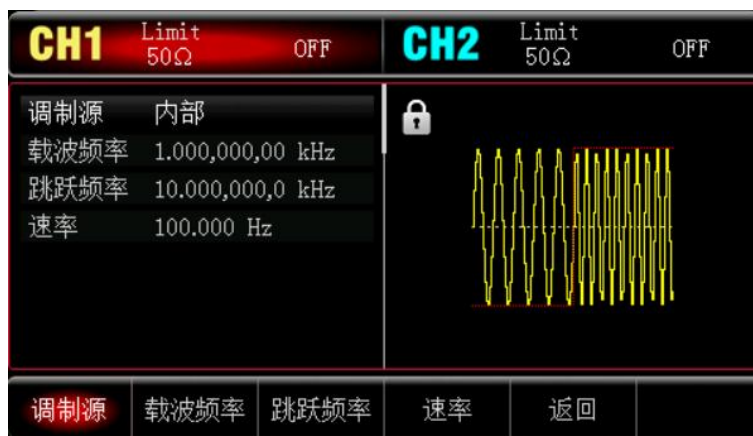 CH1 Limit 50Ω OFF CH2 Limit 50Ω OFF
调制源 内部
载波频率 1.000,000,00 kHz
跳跃频率 10.000,000,0 kHz
速率 100.000 Hz
调制源 载波频率 跳跃频率 速率 返回